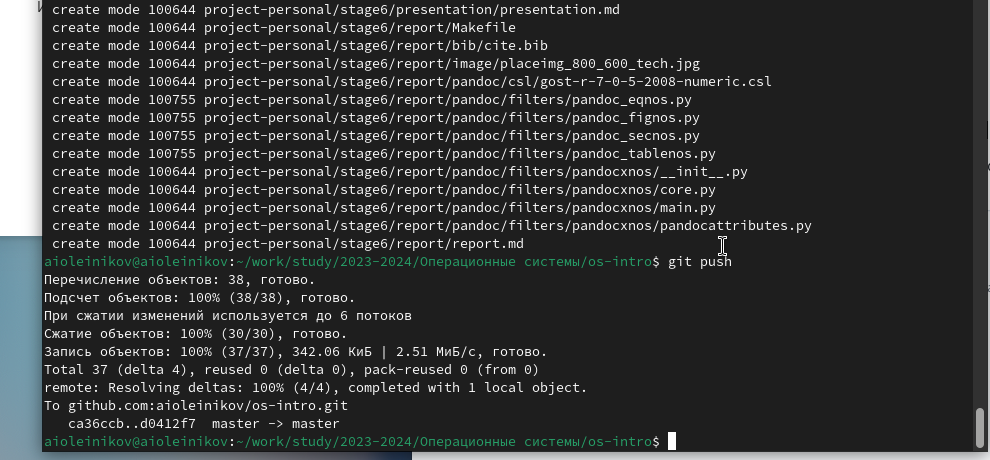 create mode 100644 project-personal/stage6/presentation/presentation.md
create mode 100644 project-personal/stage6/report/Makefile
create mode 100644 project-personal/stage6/report/bib/cite.bib
create mode 100644 project-personal/stage6/report/image/placeimg_800_600_tech.jpg
create mode 100644 project-personal/stage6/report/pandoc/csl/gost-r-7-0-5-2008-numeric.csl
create mode 100755 project-personal/stage6/report/pandoc/filters/pandoc_eqnos.py
create mode 100755 project-personal/stage6/report/pandoc/filters/pandoc_fignos.py
create mode 100755 project-personal/stage6/report/pandoc/filters/pandoc_secnos.py
create mode 100755 project-personal/stage6/report/pandoc/filters/pandoc_tablenos.py
create mode 100644 project-personal/stage6/report/pandoc/filters/pandocxnos/__init__.py
create mode 100644 project-personal/stage6/report/pandoc/filters/pandocxnos/core.py
create mode 100644 project-personal/stage6/report/pandoc/filters/pandocxnos/main.py
create mode 100644 project-personal/stage6/report/pandoc/filters/pandocxnos/pandocattributes.py
create mode 100644 project-personal/stage6/report/report.md
aioleinikov@aioleinikov:~/work/study/2023-2024/Операционные системы/os-intro$ git push
Перечисление объектов: 38, готово.
Подсчет объектов: 100% (38/38), готово.
При сжатии изменений используется до 6 потоков
Сжатие объектов: 100% (30/30), готово.
Запись объектов: 100% (37/37), 342.06 КиБ | 2.51 МиБ/с, готово.
Total 37 (delta 4), reused 0 (delta 0), pack-reused 0 (from 0)
remote: Resolving deltas: 100% (4/4), completed with 1 local object.
To github.com:aioleinikov/os-intro.git
ca36ccb..d0412f7  master -> master
aioleinikov@aioleinikov:~/work/study/2023-2024/Операционные системы/os-intro$